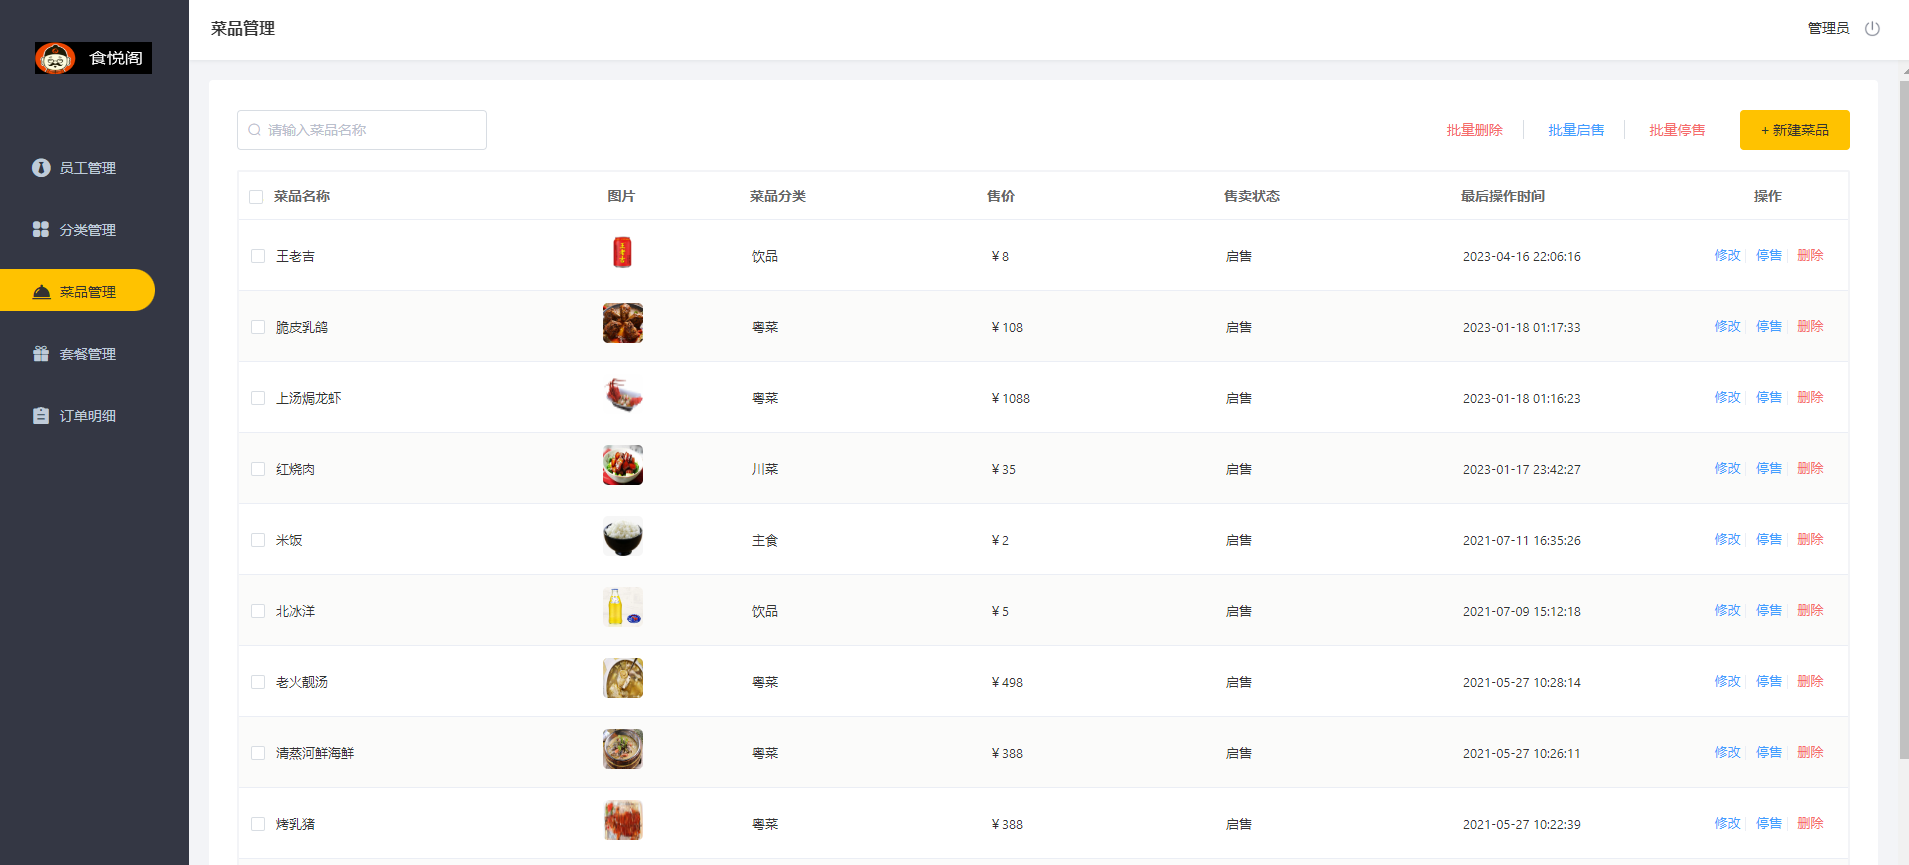 食悦阁
员工管理
分类管理
菜品管理
套餐管理
订单明细
菜品管理
管理员
请输入菜品名称
批量删除 批量启售 批量停售 + 新建菜品
菜品名称 图片 菜品分类 售价 售卖状态 最后操作时间 操作
王老吉 饮品 ¥8 启售 2023-04-16 22:06:16 修改 停售 删除
脆皮乳鸽 粤菜 ¥108 启售 2023-01-18 01:17:33 修改 停售 删除
上汤焗龙虾 粤菜 ¥1088 启售 2023-01-18 01:16:23 修改 停售 删除
红烧肉 川菜 ¥35 启售 2023-01-17 23:42:27 修改 停售 删除
米饭 主食 ¥2 启售 2021-07-11 16:35:26 修改 停售 删除
北冰洋 饮品 ¥5 启售 2021-07-09 15:12:18 修改 停售 删除
老火靓汤 粤菜 ¥498 启售 2021-05-27 10:28:14 修改 停售 删除
清蒸河鲜海鲜 粤菜 ¥388 启售 2021-05-27 10:26:11 修改 停售 删除
烤乳猪 粤菜 ¥388 启售 2021-05-27 10:22:39 修改 停售 删除